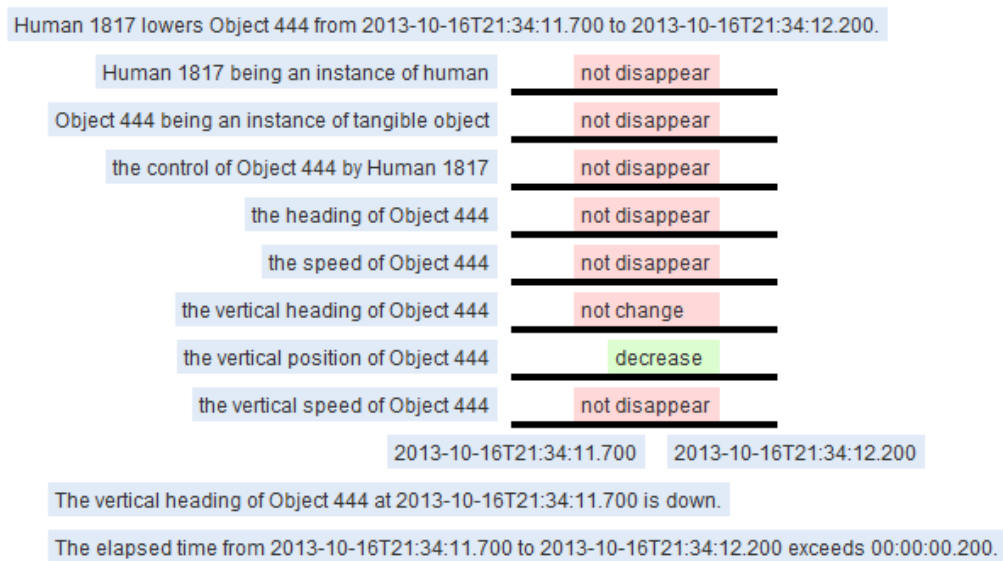 Human 1817 lowers Object 444 from 2013-10-16T21:34:11.700 to 2013-10-16T21:34:12.200.
Human 1817 being an instance of human not disappear
Object 444 being an instance of tangible object not disappear
the control of Object 444 by Human 1817 not disappear
the heading of Object 444 not disappear
the speed of Object 444 not disappear
the vertical heading of Object 444 not change
the vertical position of Object 444 decrease
the vertical speed of Object 444 not disappear
2013-10-16T21:34:11.700 2013-10-16T21:34:12.200
The vertical heading of Object 444 at 2013-10-16T21:34:11.700 is down.
The elapsed time from 2013-10-16T21:34:11.700 to 2013-10-16T21:34:12.200 exceeds 00:00:00.200.